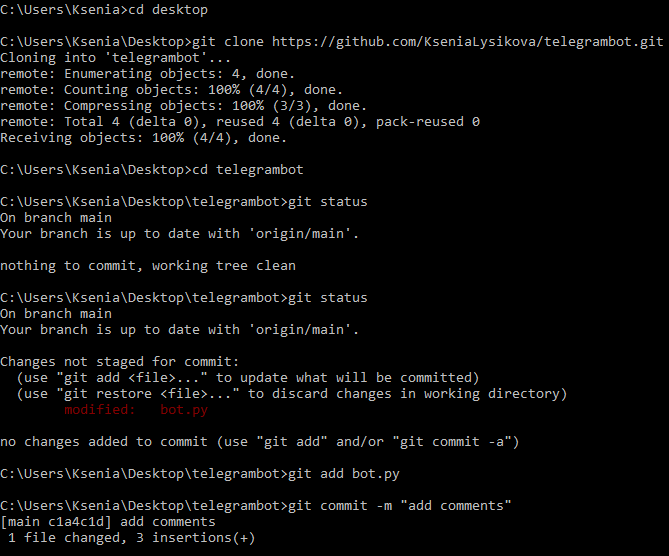 C:\Users\Ksenia>cd desktop
C:\Users\Ksenia\Desktop>git clone https://github.com/KseniaLysikova/telegrambot.git
Cloning into 'telegrambot'...
remote: Enumerating objects: 4, done.
remote: Counting objects: 100% (4/4), done.
remote: Compressing objects: 100% (3/3), done.
remote: Total 4 (delta 0), reused 4 (delta 0), pack-reused 0
Receiving objects: 100% (4/4), done.
C:\Users\Ksenia\Desktop>cd telegrambot
C:\Users\Ksenia\Desktop\telegrambot>git status
On branch main
Your branch is up to date with 'origin/main'.
nothing to commit, working tree clean
C:\Users\Ksenia\Desktop\telegrambot>git status
On branch main
Your branch is up to date with 'origin/main'.
Changes not staged for commit:
  (use "git add <file>..." to update what will be committed)
  (use "git restore <file>..." to discard changes in working directory)
        modified:   bot.py
no changes added to commit (use "git add" and/or "git commit -a")
C:\Users\Ksenia\Desktop\telegrambot>git add bot.py
C:\Users\Ksenia\Desktop\telegrambot>git commit -m "add comments"
[main c1a4c1d] add comments
 1 file changed, 3 insertions(+)